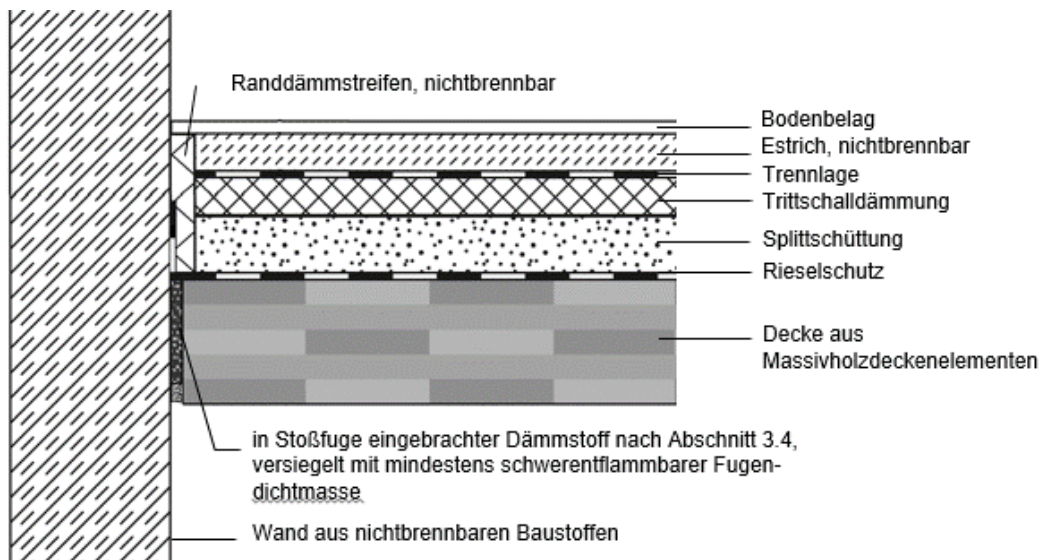 Randdämmstreifen, nichtbrennbar
Bodenbelag
Estrich, nichtbrennbar
Trennlage
Trittschalldämmung
Splittschüttung
Rieselschutz
Decke aus
Massivholzdeckenelementen
in Stoßfuge eingebrachter Dämmstoff nach Abschnitt 3.4,
versiegelt mit mindestens schwerentflammbarer Fugen-
dichtmasse
Wand aus nichtbrennbaren Baustoffen